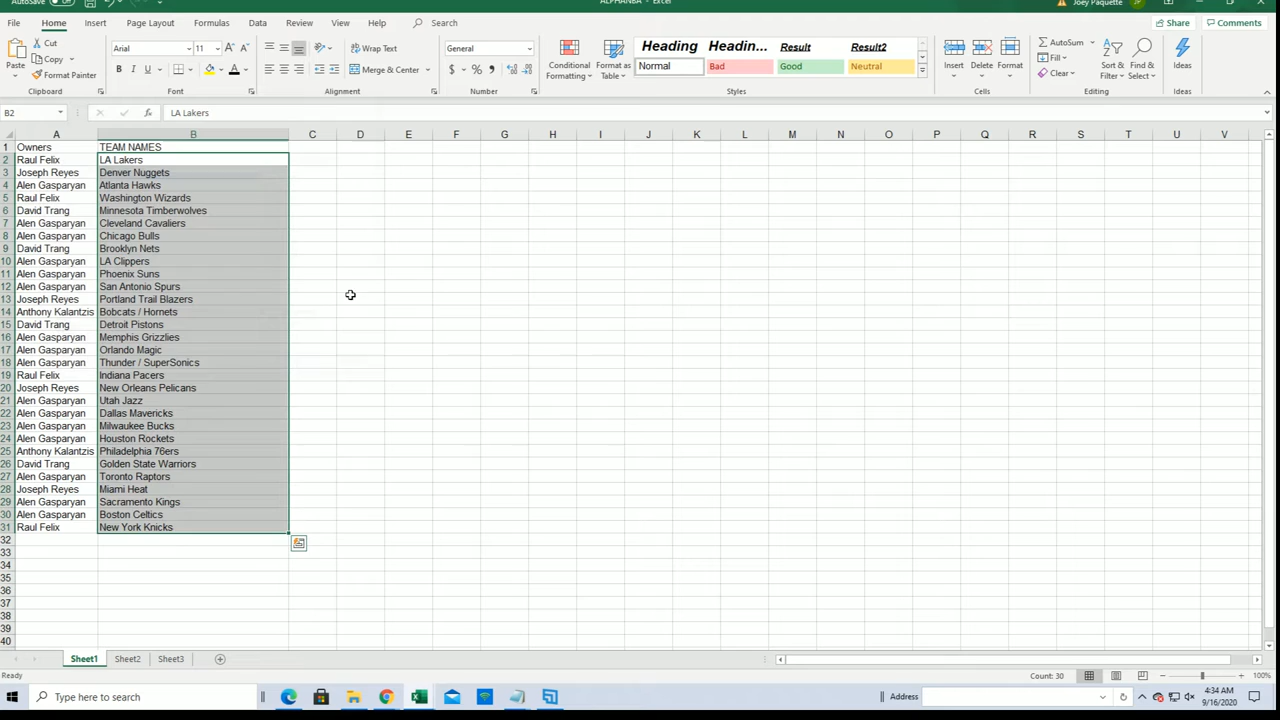 AutoSave Off ALPHANBA - Excel Joey Paquette JP
File Home Insert Page Layout Formulas Data Review View Help Search Share Comments
Paste Cut Copy Format Painter Clipboard
Arial 11 B I U A Font
Wrap Text Merge & Center Alignment
General $ % Number
Conditional Formatting Format as Table
Heading Headin... Result Result2
Normal Bad Good Neutral
Styles
Insert Delete Format Cells
AutoSum Fill Clear Sort & Filter Find & Select Editing
Ideas Ideas
B2 fx LA Lakers
A B C D E F G H I J K L M N O P Q R S T U V
1 Owners TEAM NAMES
2 Raul Felix LA Lakers
3 Joseph Reyes Denver Nuggets
4 Alen Gasparyan Atlanta Hawks
5 Raul Felix Washington Wizards
6 David Trang Minnesota Timberwolves
7 Alen Gasparyan Cleveland Cavaliers
8 Alen Gasparyan Chicago Bulls
9 David Trang Brooklyn Nets
10 Alen Gasparyan LA Clippers
11 Alen Gasparyan Phoenix Suns
12 Alen Gasparyan San Antonio Spurs
13 Joseph Reyes Portland Trail Blazers
14 Anthony Kalantzis Bobcats / Hornets
15 David Trang Detroit Pistons
16 Alen Gasparyan Memphis Grizzlies
17 Alen Gasparyan Orlando Magic
18 Alen Gasparyan Thunder / SuperSonics
19 Raul Felix Indiana Pacers
20 Joseph Reyes New Orleans Pelicans
21 Alen Gasparyan Utah Jazz
22 Alen Gasparyan Dallas Mavericks
23 Alen Gasparyan Milwaukee Bucks
24 Alen Gasparyan Houston Rockets
25 Anthony Kalantzis Philadelphia 76ers
26 David Trang Golden State Warriors
27 Alen Gasparyan Toronto Raptors
28 Joseph Reyes Miami Heat
29 Alen Gasparyan Sacramento Kings
30 Alen Gasparyan Boston Celtics
31 Raul Felix New York Knicks
32
33
34
35
36
37
38
39
40
Sheet1 Sheet2 Sheet3
Ready Count: 30 100%
Type here to search Address 4:34 AM
9/16/2020